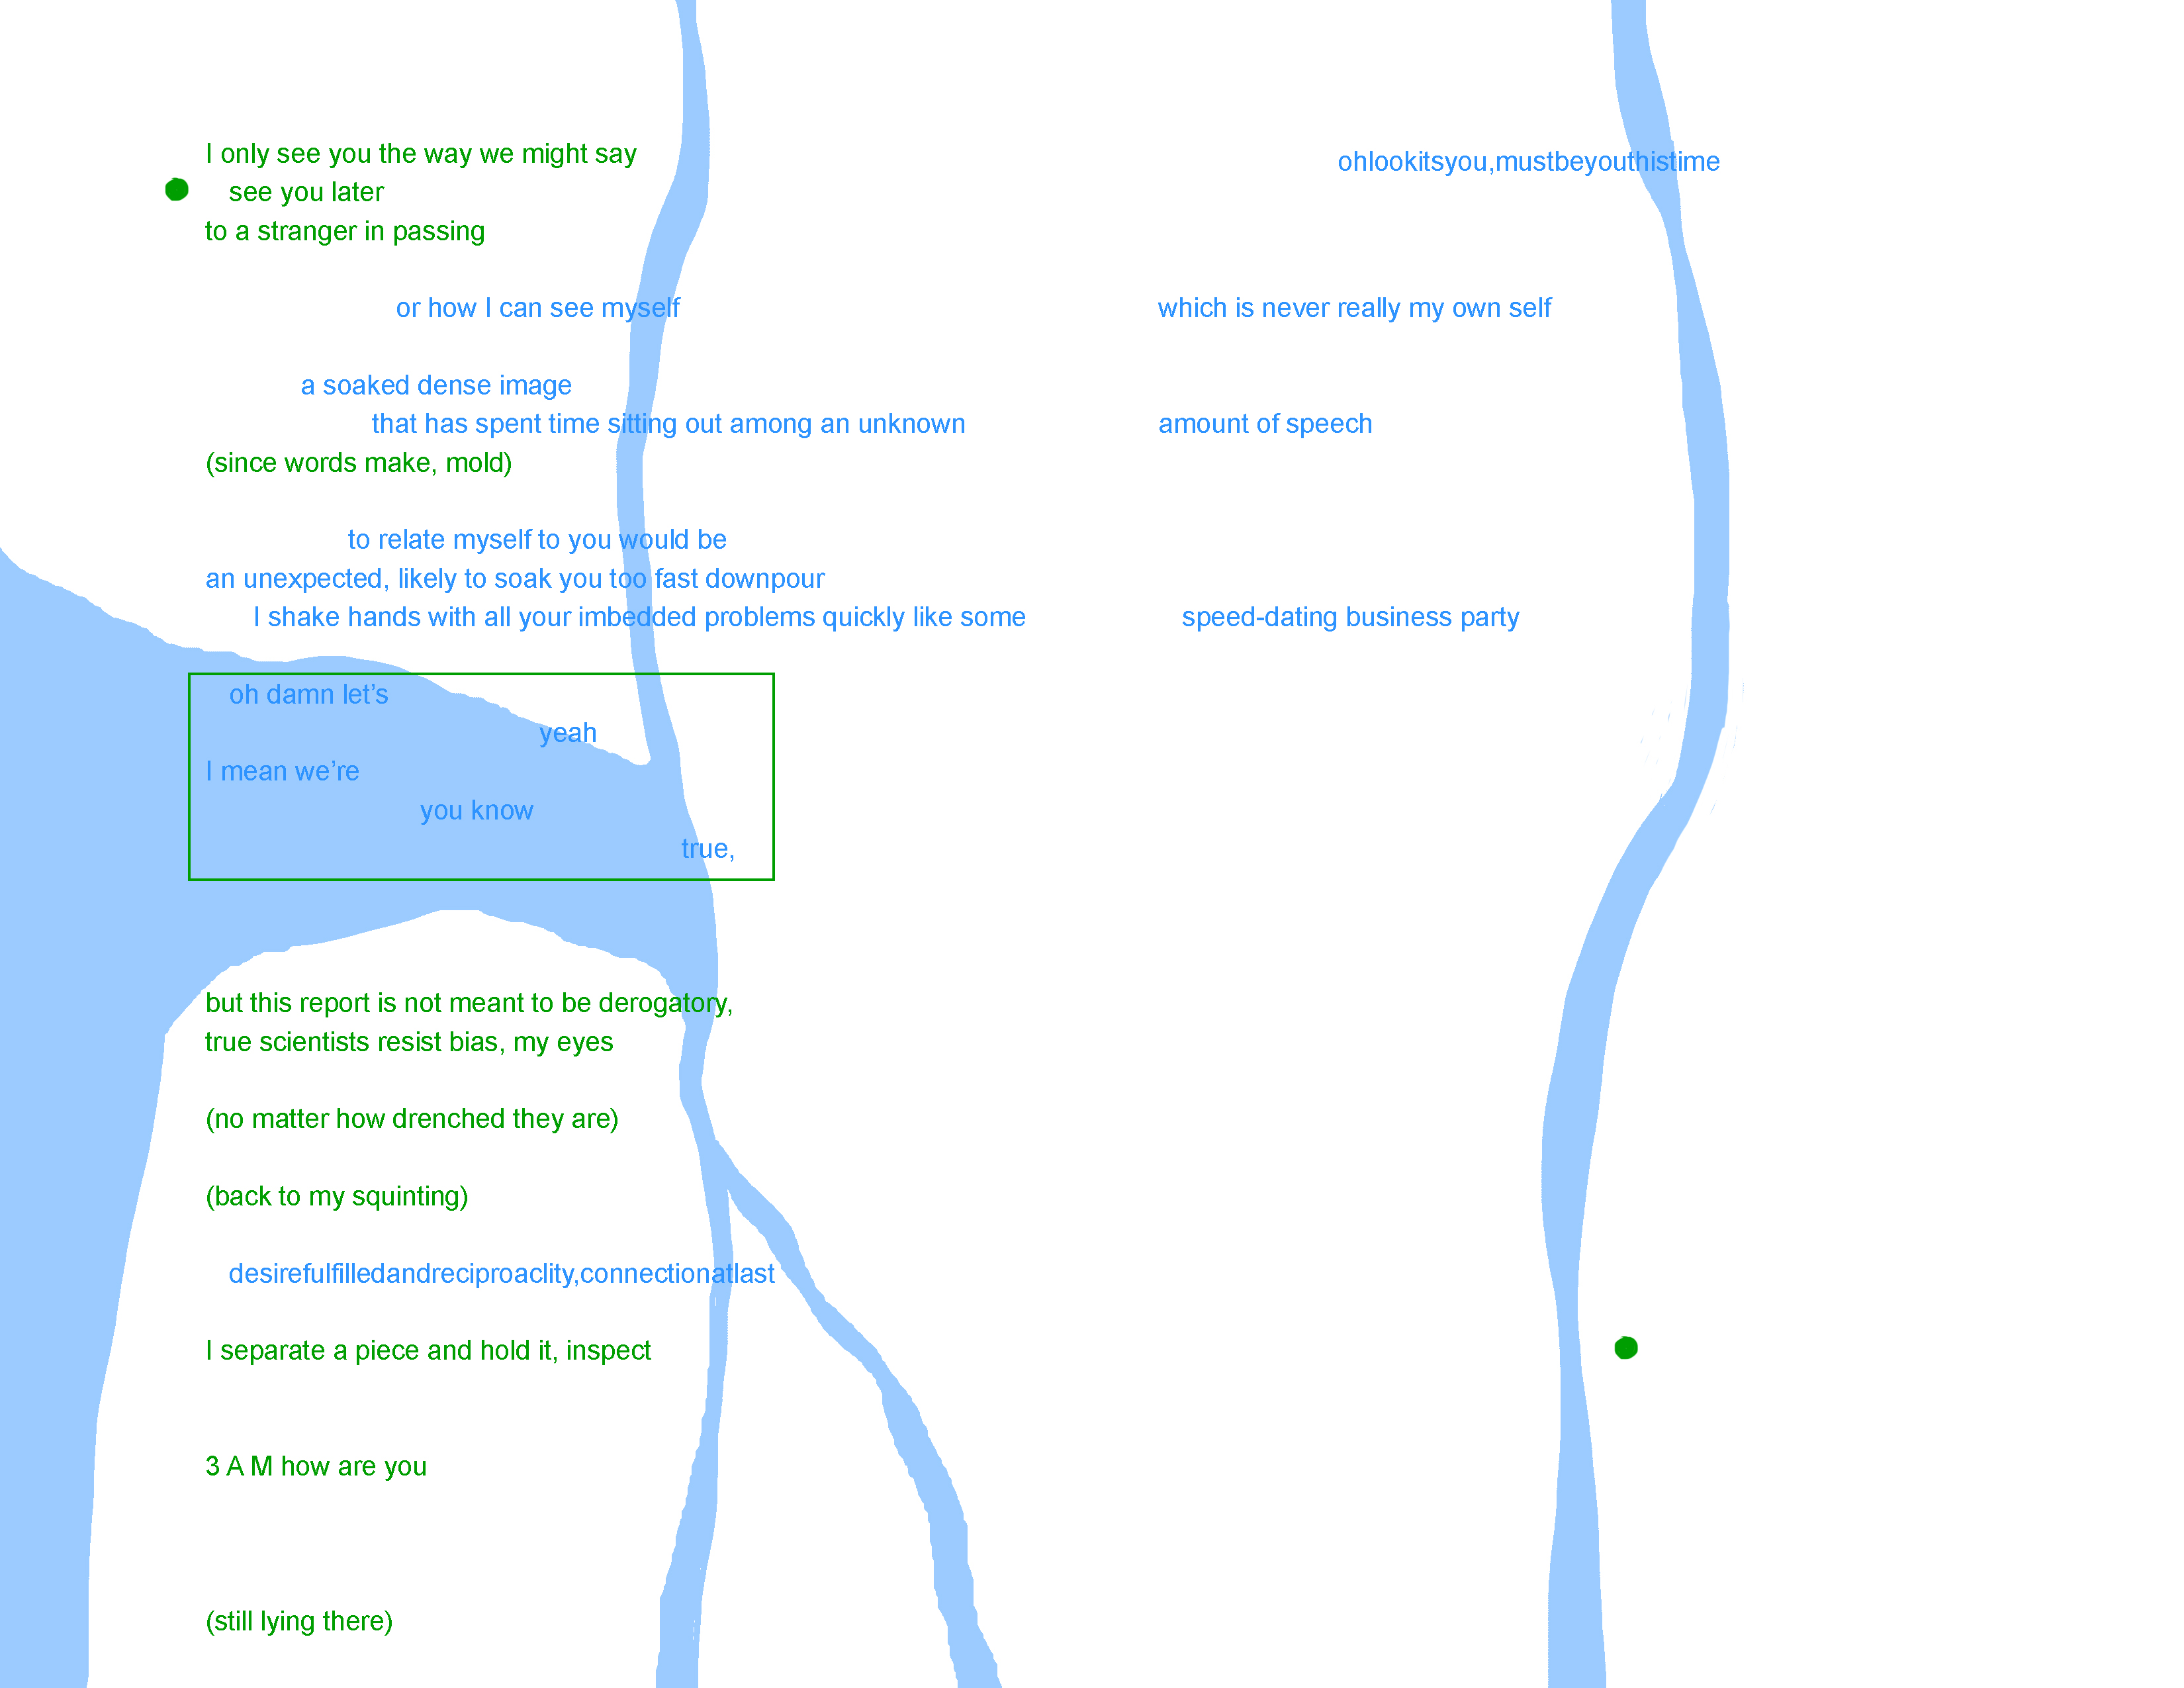 I only see you the way we might say
ohlookitsyou,mustbeyouthistime
see you later
to a stranger in passing
or how I can see myself which is never really my own self
a soaked dense image
that has spent time sitting out among an unknown amount of speech
(since words make, mold)
to relate myself to you would be
an unexpected, likely to soak you too fast downpour
I shake hands with all your imbedded problems quickly like some speed-dating business party
oh damn let’s
yeah
I mean we’re
you know
true,
but this report is not meant to be derogatory,
true scientists resist bias, my eyes
(no matter how drenched they are)
(back to my squinting)
desirefulfilledandreciproaclity,connectionatlast
I separate a piece and hold it, inspect
3 A M how are you
(still lying there)